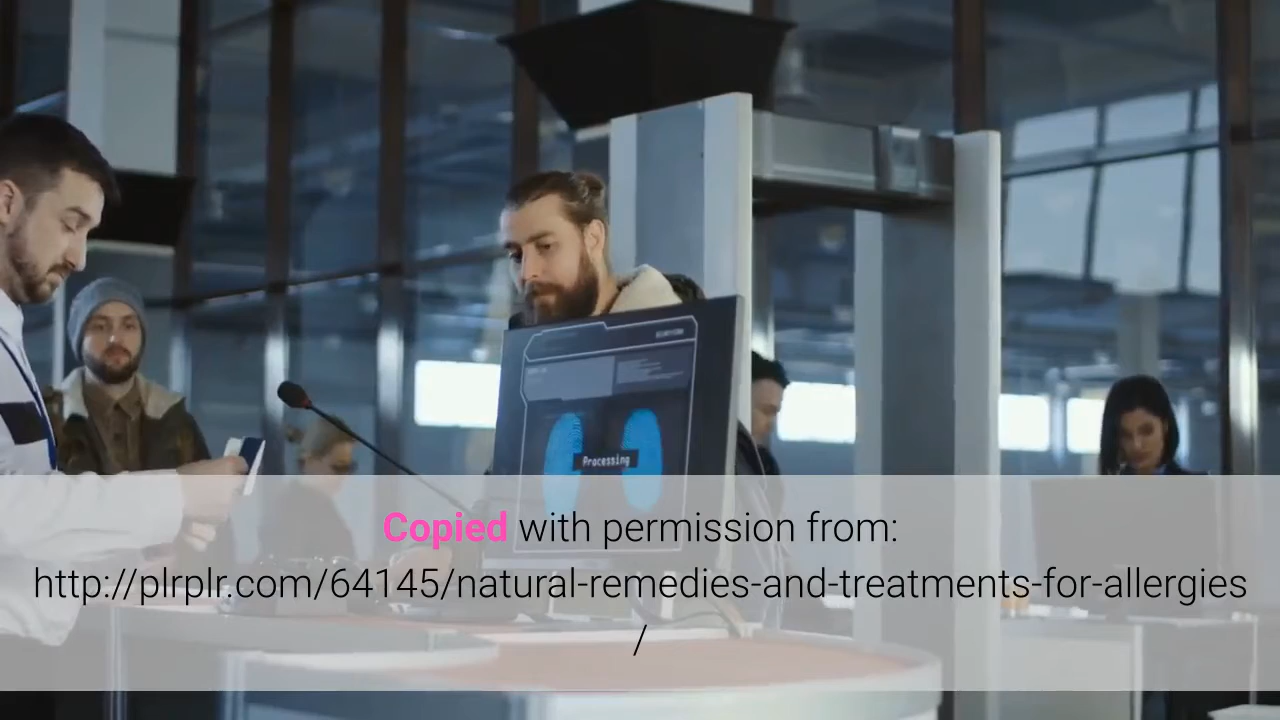 Processing
Copied with permission from:
http://plrplr.com/64145/natural-remedies-and-treatments-for-allergies
/